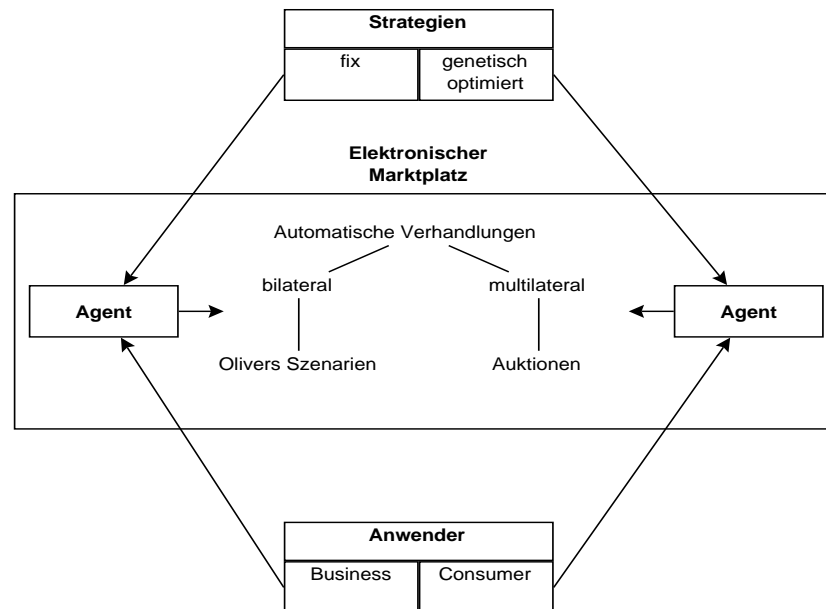 Strategien
fix
genetisch
optimiert
Elektronischer
Marktplatz
Automatische Verhandlungen
bilateral
multilateral
Agent
Agent
Olivers Szenarien
Auktionen
Anwender
Business
Consumer